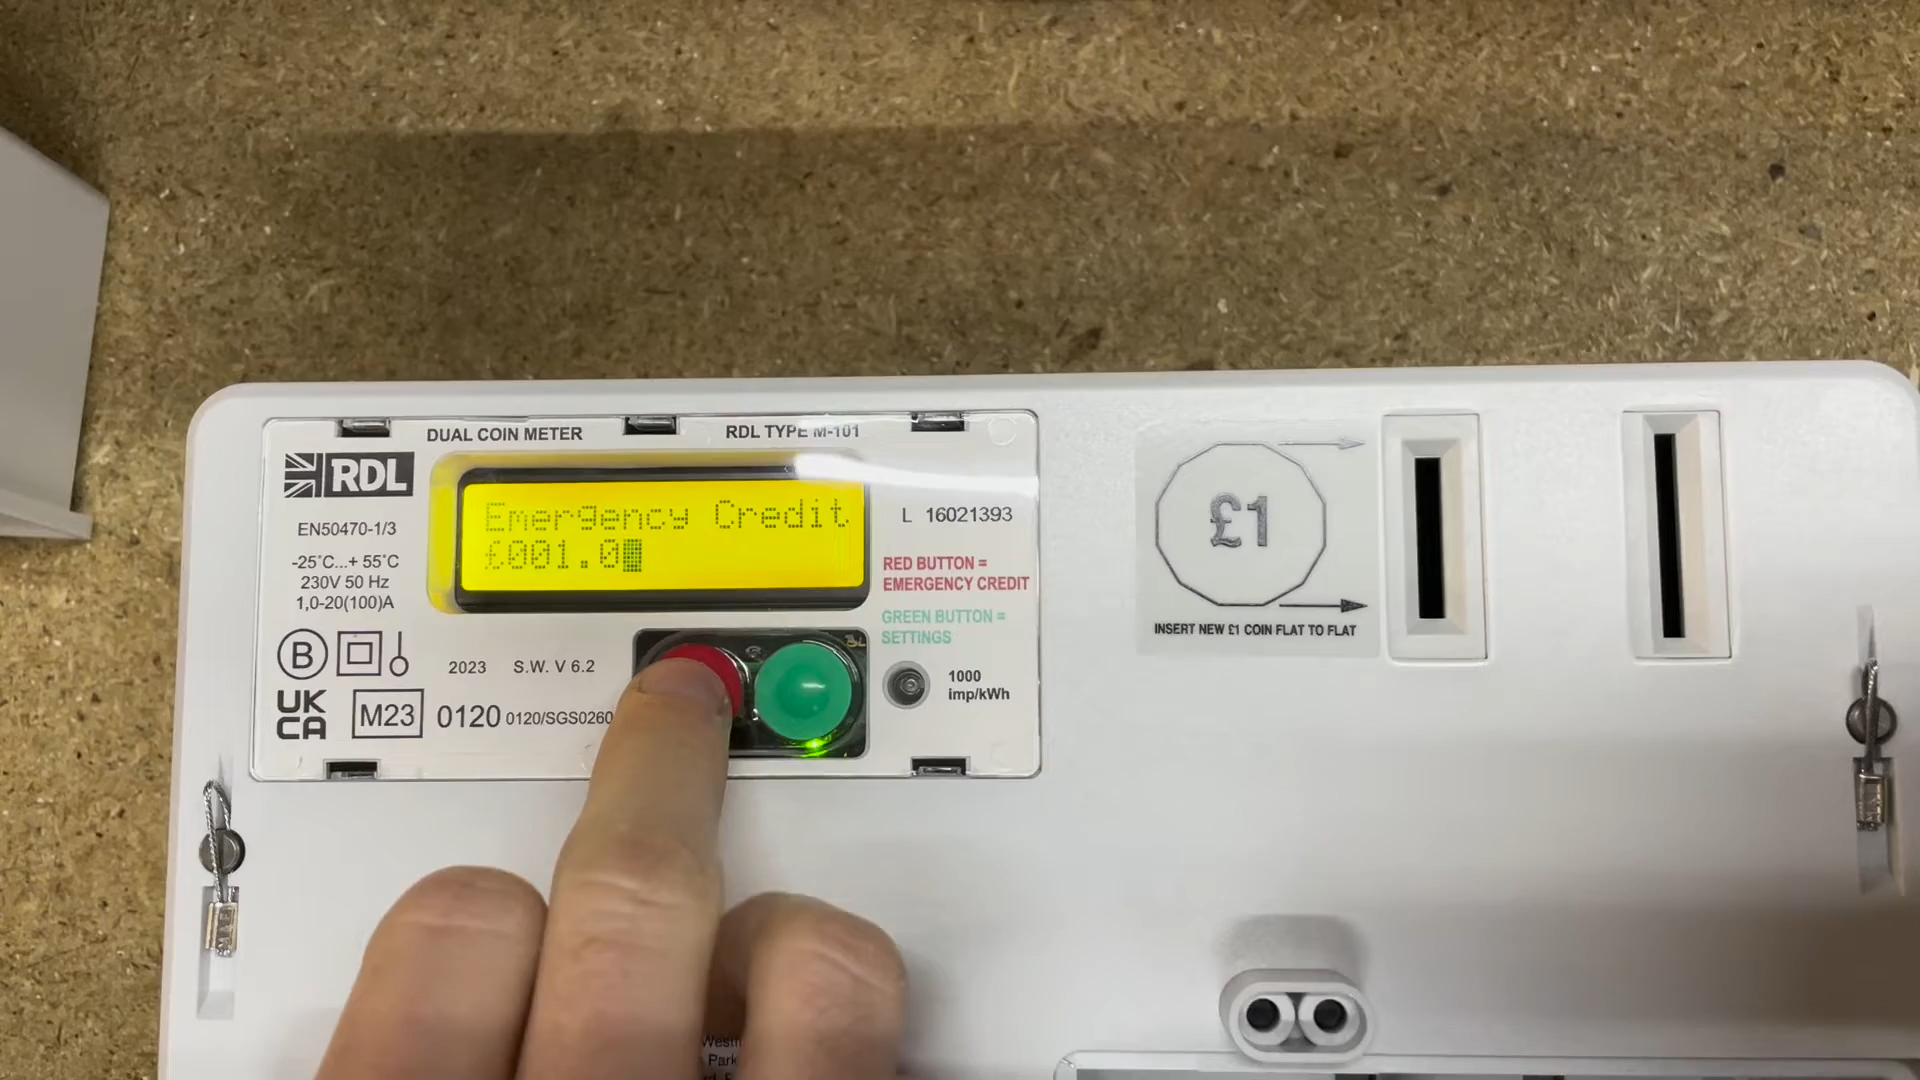 DUAL COIN METER
RDL TYPE M-101
RDL
EN50470-1/3
-25°C...+ 55°C
230V 50 Hz
1,0-20(100)A
Emergency Credit
£001.0
L 16021393
RED BUTTON =
EMERGENCY CREDIT
GREEN BUTTON =
SETTINGS
B
2023 S.W. V 6.2
UK
CA
M23
0120 0120/SGS0260
1000
imp/kWh
£1
INSERT NEW £1 COIN FLAT TO FLAT
Park